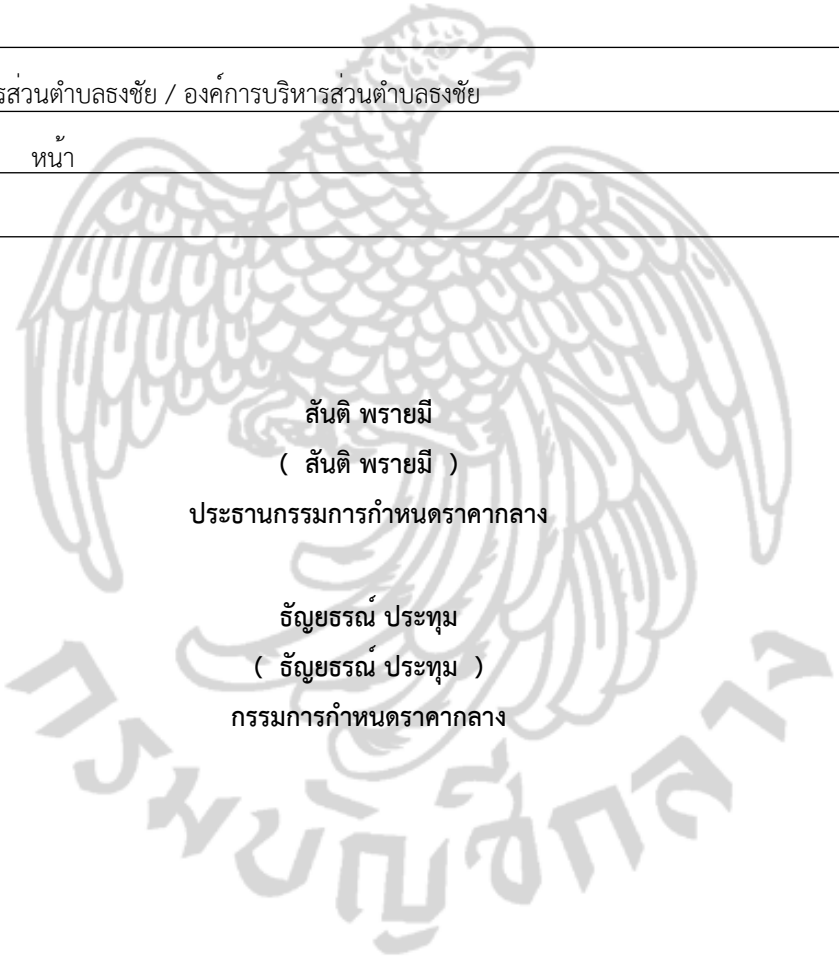 ส่วนตำบลธงชัย / องค์การบริหารส่วนตำบลธงชัย
หน้า
สันติ พรายมี
( สันติ พรายมี )
ประธานกรรมการกำหนดราคากลาง
ธัญยธรณ์ ประทุม
( ธัญยธรณ์ ประทุม )
กรรมการกำหนดราคากลาง
กรมบัญชีกลาง